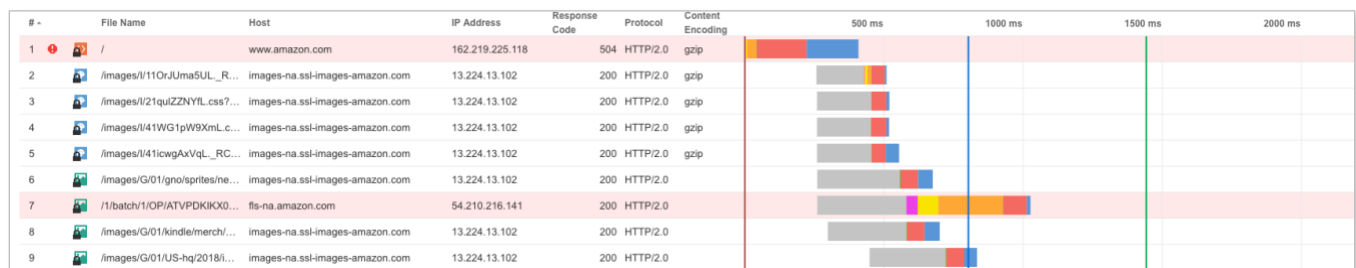 # File Name Host IP Address Response Code Protocol Content Encoding 500 ms 1000 ms 1500 ms 2000 ms
1 / www.amazon.com 162.219.225.118 504 HTTP/2.0 gzip
2 /images/I/11OrJUma5UL._R... images-na.ssl-images-amazon.com 13.224.13.102 200 HTTP/2.0 gzip
3 /images/I/21quIZZNYfL.css?... images-na.ssl-images-amazon.com 13.224.13.102 200 HTTP/2.0 gzip
4 /images/I/41WG1pW9XmL.c... images-na.ssl-images-amazon.com 13.224.13.102 200 HTTP/2.0 gzip
5 /images/I/41icwgAxVqL._RC... images-na.ssl-images-amazon.com 13.224.13.102 200 HTTP/2.0 gzip
6 /images/G/01/gno/sprites/ne... images-na.ssl-images-amazon.com 13.224.13.102 200 HTTP/2.0
7 /1/batch/1/OP/ATVPDKIKX0... fls-na.amazon.com 54.210.216.141 200 HTTP/2.0
8 /images/G/01/kindle/merch/... images-na.ssl-images-amazon.com 13.224.13.102 200 HTTP/2.0
9 /images/G/01/US-hq/2018/i... images-na.ssl-images-amazon.com 13.224.13.102 200 HTTP/2.0